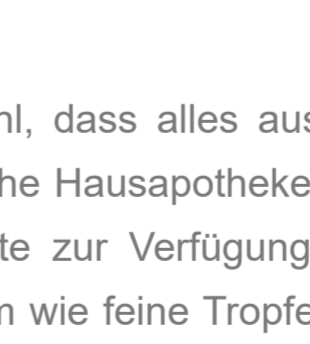 hl, dass alles aus
he Hausapotheke
te zur Verfügung
m wie feine Tropfe